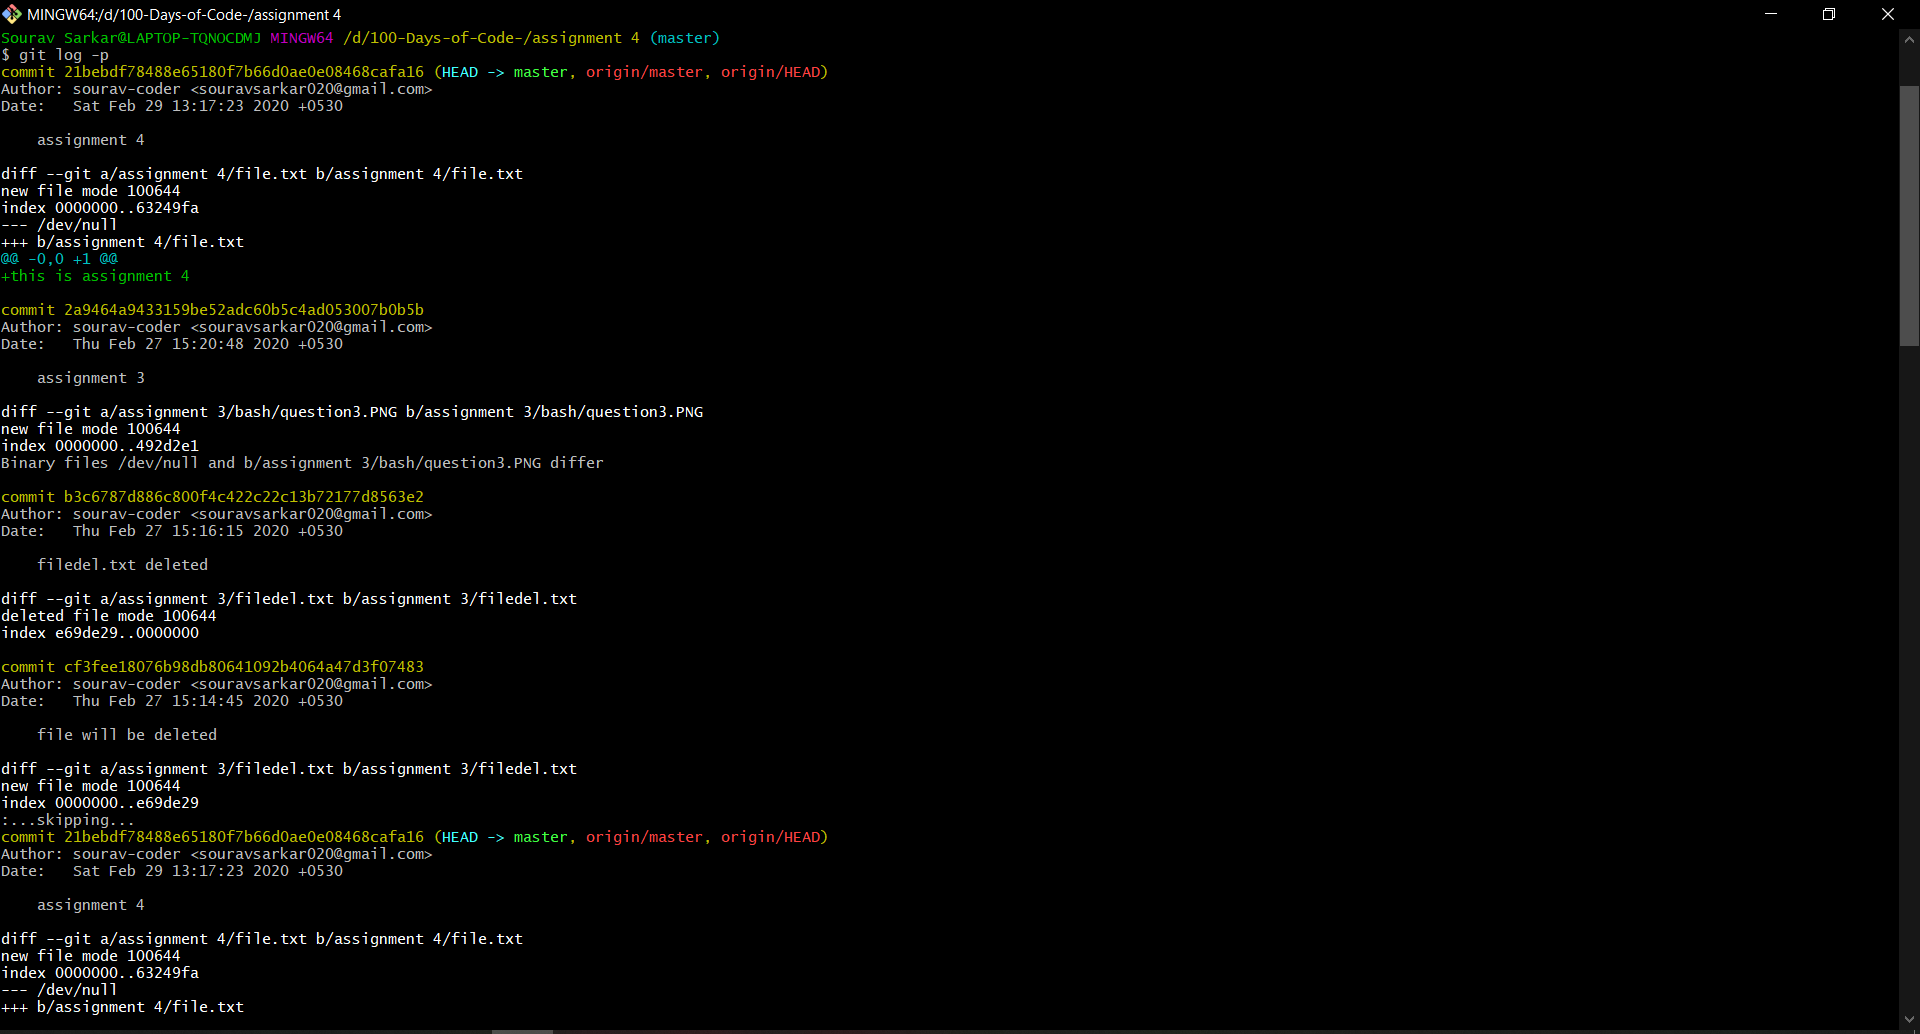 MINGW64:/d/100-Days-of-Code-/assignment 4
Sourav Sarkar@LAPTOP-TQNOCDMJ MINGW64 /d/100-Days-of-Code-/assignment 4 (master)
$ git log -p
commit 21bebdf78488e65180f7b66d0ae0e08468cafa16 (HEAD -> master, origin/master, origin/HEAD)
Author: sourav-coder <souravsarkar020@gmail.com>
Date:   Sat Feb 29 13:17:23 2020 +0530
    assignment 4
diff --git a/assignment 4/file.txt b/assignment 4/file.txt
new file mode 100644
index 0000000..63249fa
--- /dev/null
+++ b/assignment 4/file.txt
@@ -0,0 +1 @@
+this is assignment 4
commit 2a9464a9433159be52adc60b5c4ad053007b0b5b
Author: sourav-coder <souravsarkar020@gmail.com>
Date:   Thu Feb 27 15:20:48 2020 +0530
    assignment 3
diff --git a/assignment 3/bash/question3.PNG b/assignment 3/bash/question3.PNG
new file mode 100644
index 0000000..492d2e1
Binary files /dev/null and b/assignment 3/bash/question3.PNG differ
commit b3c6787d886c800f4c422c22c13b72177d8563e2
Author: sourav-coder <souravsarkar020@gmail.com>
Date:   Thu Feb 27 15:16:15 2020 +0530
    filedel.txt deleted
diff --git a/assignment 3/filedel.txt b/assignment 3/filedel.txt
deleted file mode 100644
index e69de29..0000000
commit cf3fee18076b98db80641092b4064a47d3f07483
Author: sourav-coder <souravsarkar020@gmail.com>
Date:   Thu Feb 27 15:14:45 2020 +0530
    file will be deleted
diff --git a/assignment 3/filedel.txt b/assignment 3/filedel.txt
new file mode 100644
index 0000000..e69de29
:...skipping...
commit 21bebdf78488e65180f7b66d0ae0e08468cafa16 (HEAD -> master, origin/master, origin/HEAD)
Author: sourav-coder <souravsarkar020@gmail.com>
Date:   Sat Feb 29 13:17:23 2020 +0530
    assignment 4
diff --git a/assignment 4/file.txt b/assignment 4/file.txt
new file mode 100644
index 0000000..63249fa
--- /dev/null
+++ b/assignment 4/file.txt